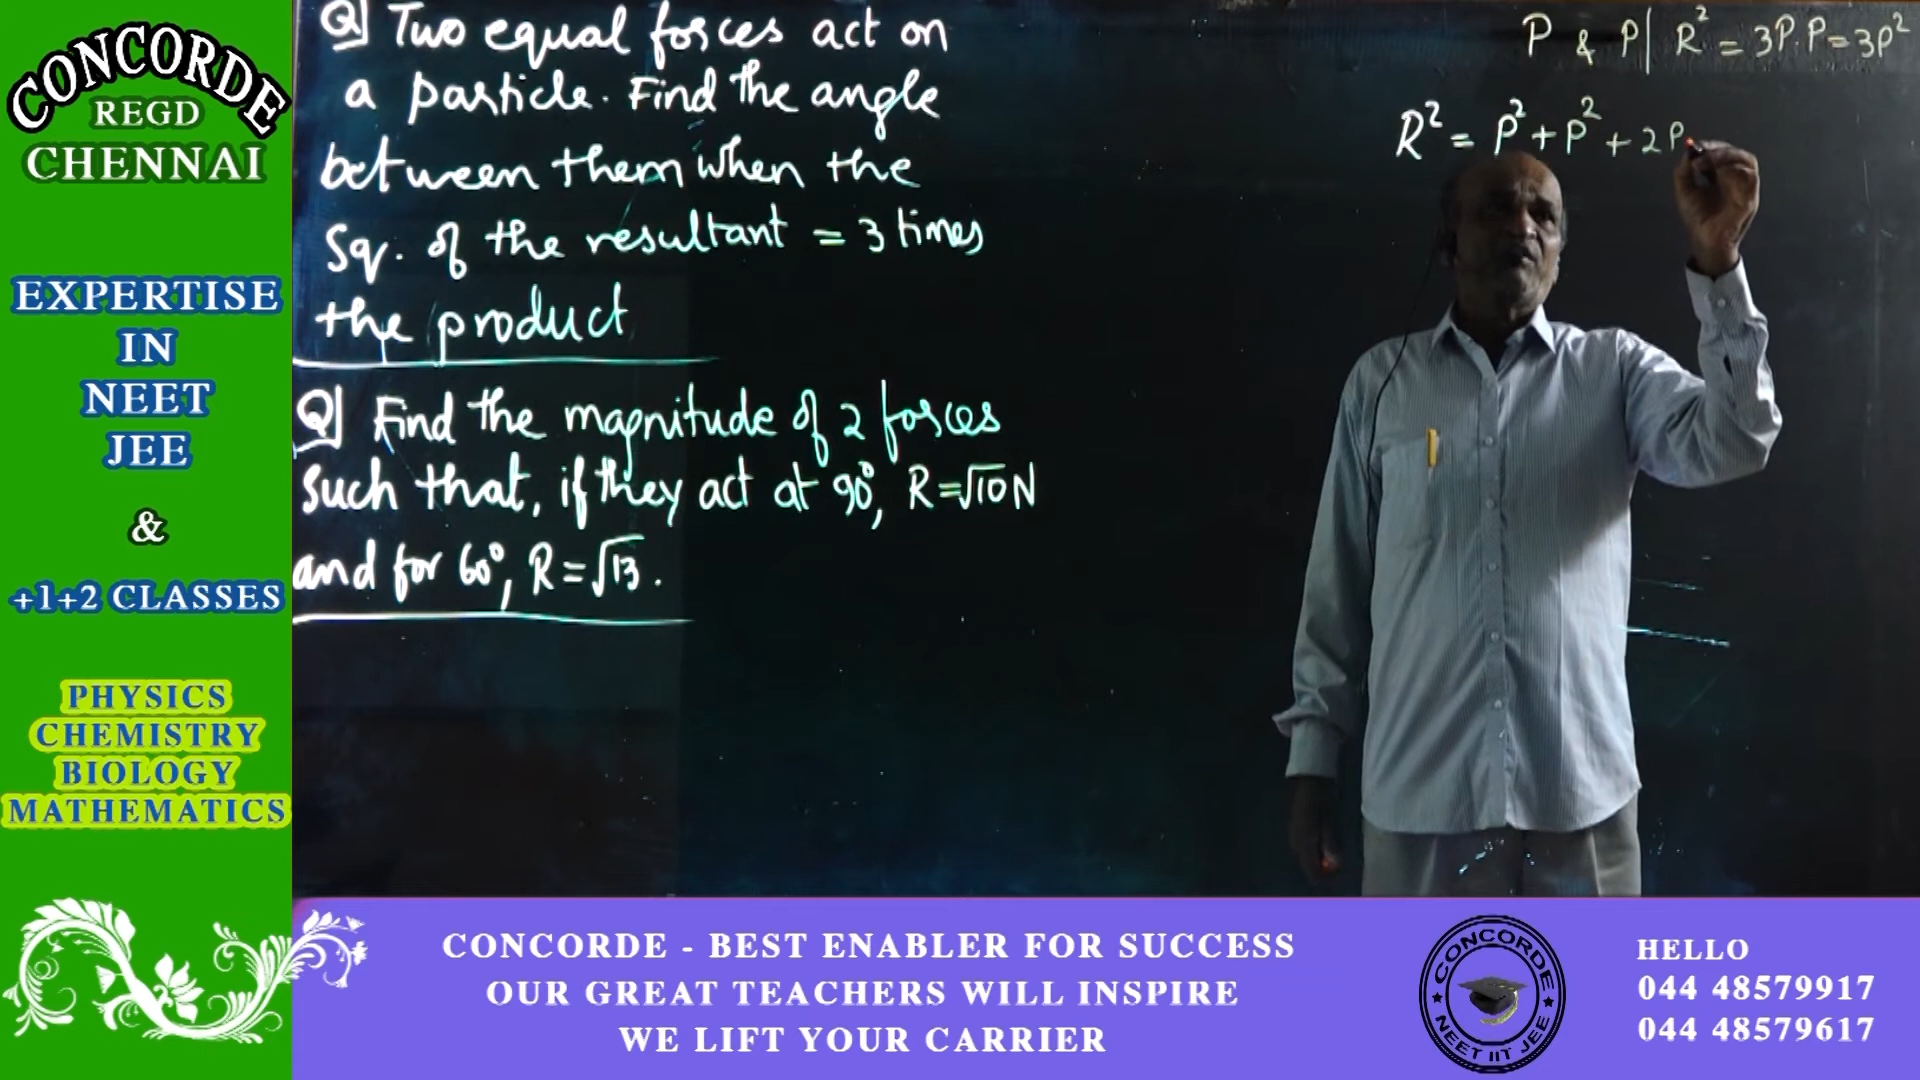 CONCORDE
REGD
CHENNAI
EXPERTISE
IN
NEET
JEE
&
+1+2 CLASSES
PHYSICS
CHEMISTRY
BIOLOGY
MATHEMATICS
Q] Two equal forces act on
a particle. Find the angle
between them when the
Sq. of the resultant = 3 times
the product
Q] Find the magnitude of 2 forces
such that, if they act at 90°, R=√10 N
and for 60°, R=√13.
P & P| R² = 3P.P=3P²
R² = P² + P² + 2P
CONCORDE - BEST ENABLER FOR SUCCESS
OUR GREAT TEACHERS WILL INSPIRE
WE LIFT YOUR CARRIER
CONCORDE
NEET IIT JEE
HELLO
044 48579917
044 48579617